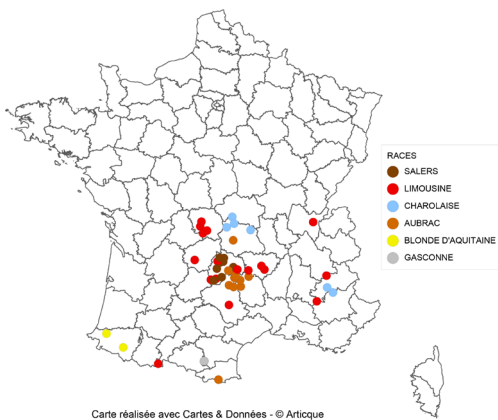 RACES
SALERS
LIMOUSINE
CHAROLAISE
AUBRAC
BLONDE D'AQUITAINE
GASCONNE
Carte réalisée avec Cartes & Données - © Articque